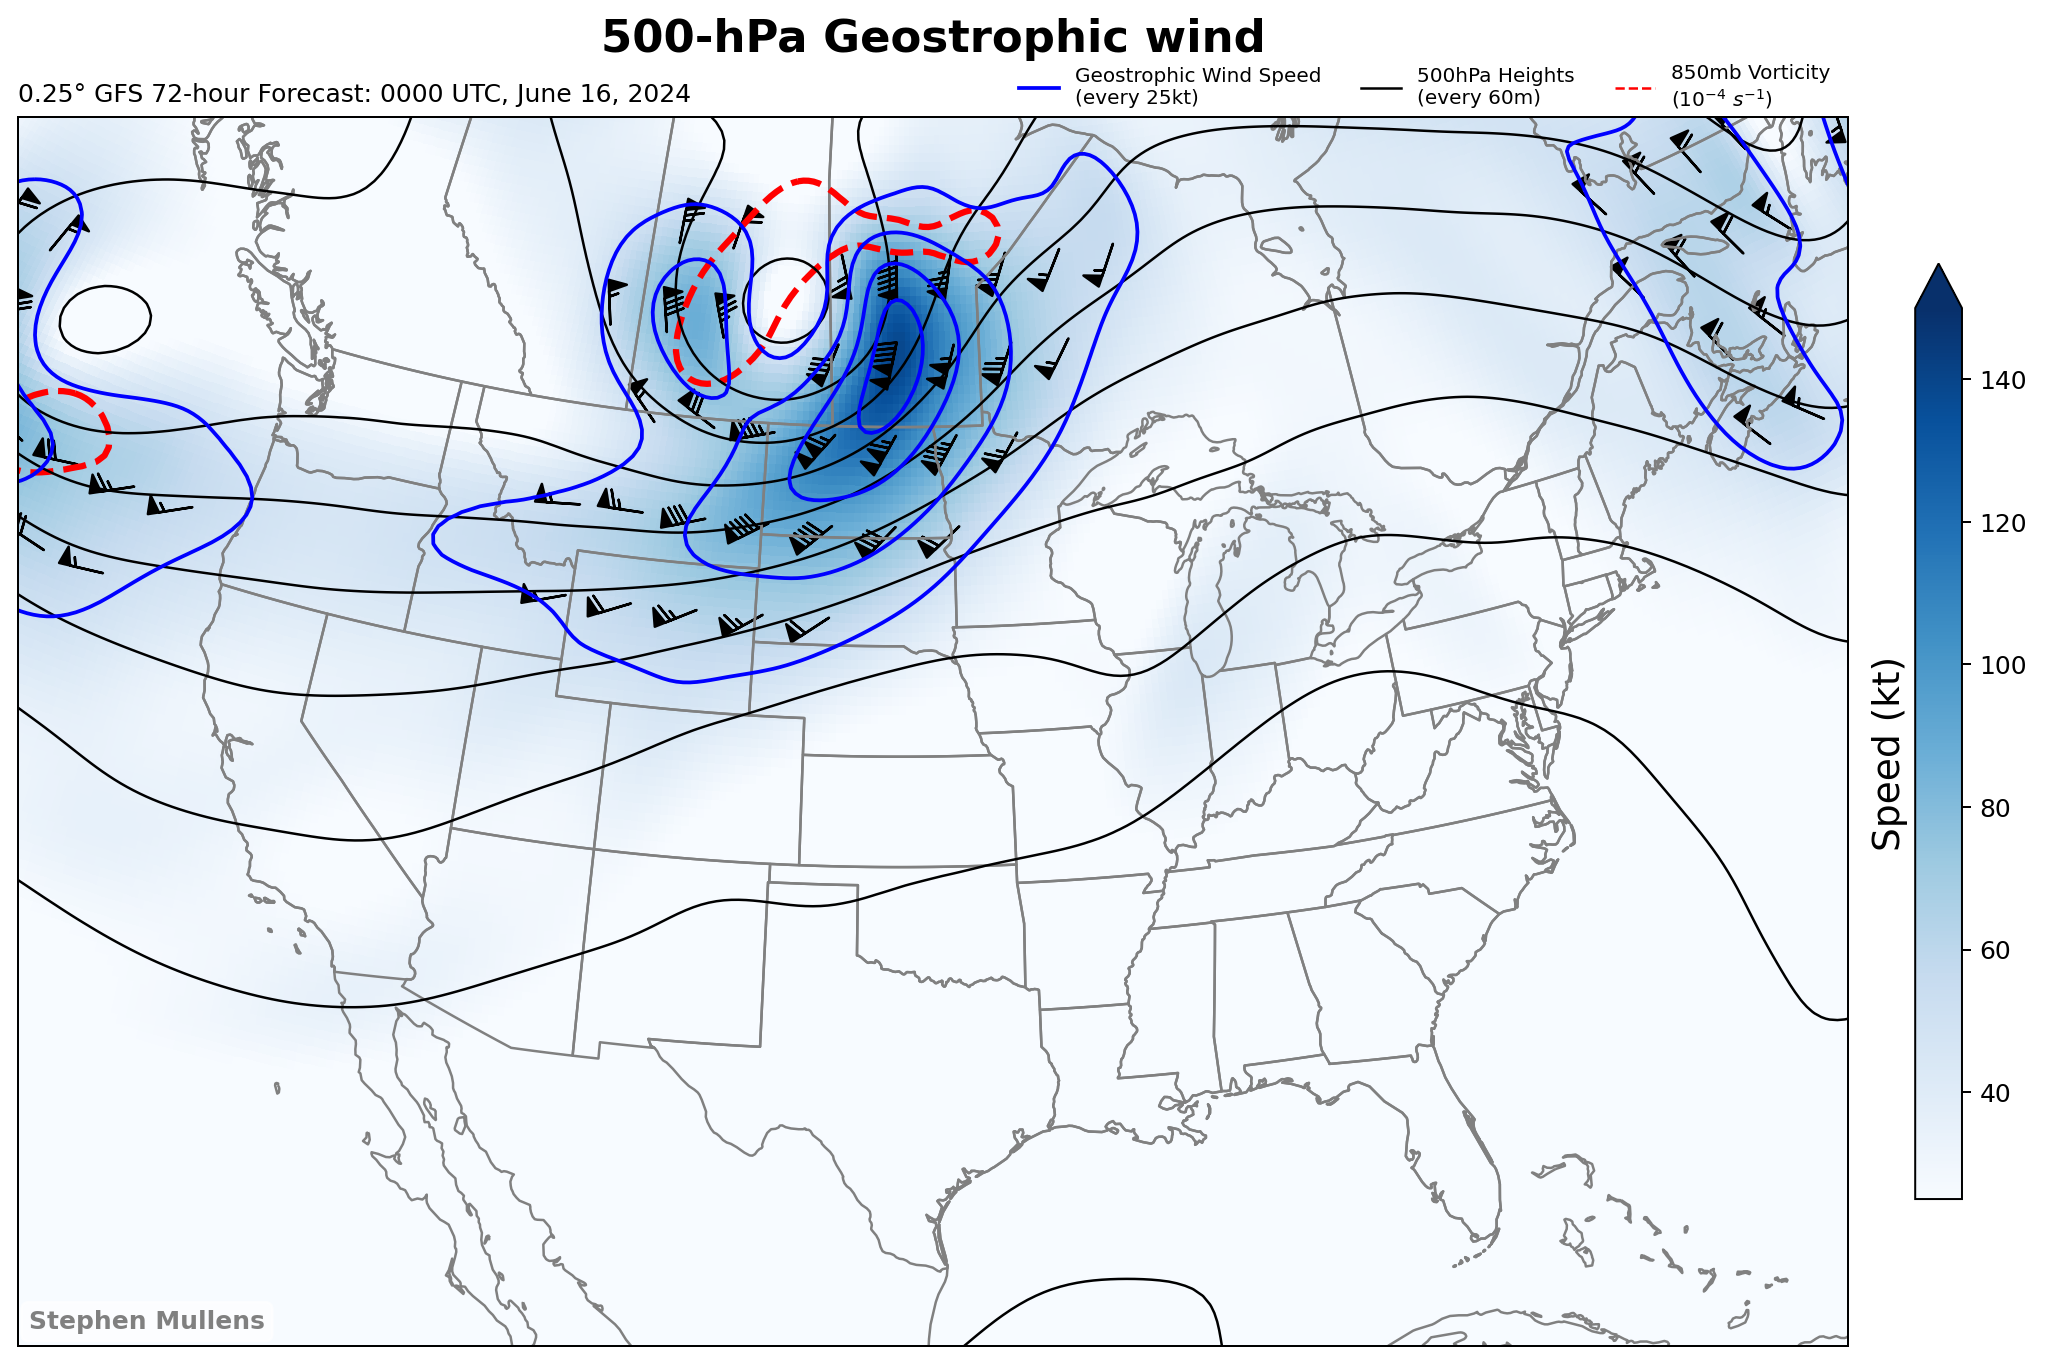 500-hPa Geostrophic wind
0.25° GFS 72-hour Forecast: 0000 UTC, June 16, 2024
Geostrophic Wind Speed
(every 25kt)
500hPa Heights
(every 60m)
850mb Vorticity
(10⁻⁴ s⁻¹)
140
120
100
80
60
40
Speed (kt)
Stephen Mullens